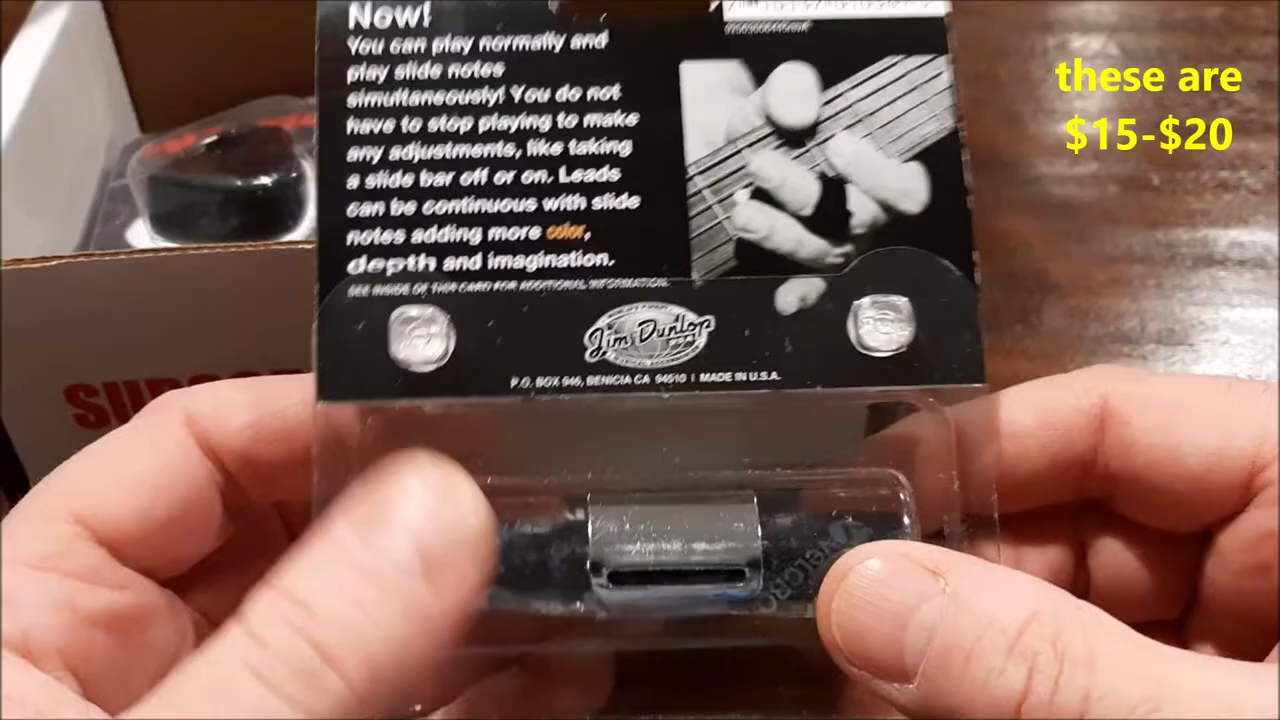 Now!
You can play normally and
play slide notes
simultaneously! You do not
have to stop playing to make
any adjustments, like taking
a slide bar off or on. Leads
can be continuous with slide
notes adding more color,
depth and imagination.
SEE INSIDE OF THIS CARD FOR ADDITIONAL INFORMATION.
Jim Dunlop
P.O. BOX 846, BENICIA CA 94510 | MADE IN U.S.A.
these are
$15-$20
VELCRO